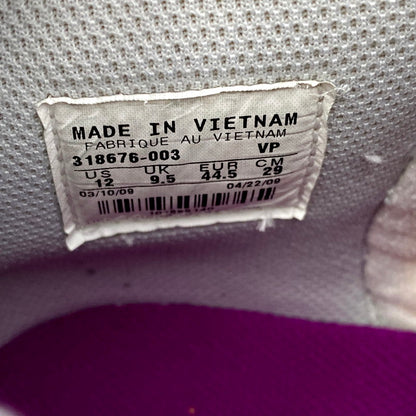 MADE IN VIETNAM
FABRIQUE AU VIETNAM
318676-003 VP
US UK EUR CM
12 9.5 44.5 29
03/10/09 04/22/09